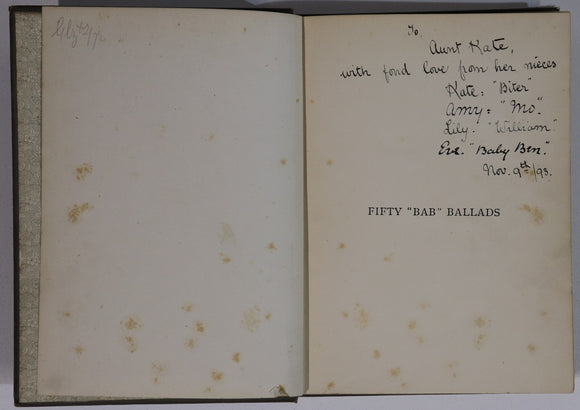 To,
Aunt Kate,
with fond love from her nieces
Kate: "Biter"
Amy: "Mo."
Lily. "William"
Eve. "Baby Ben."
Nov. 9th/93.
FIFTY "BAB" BALLADS